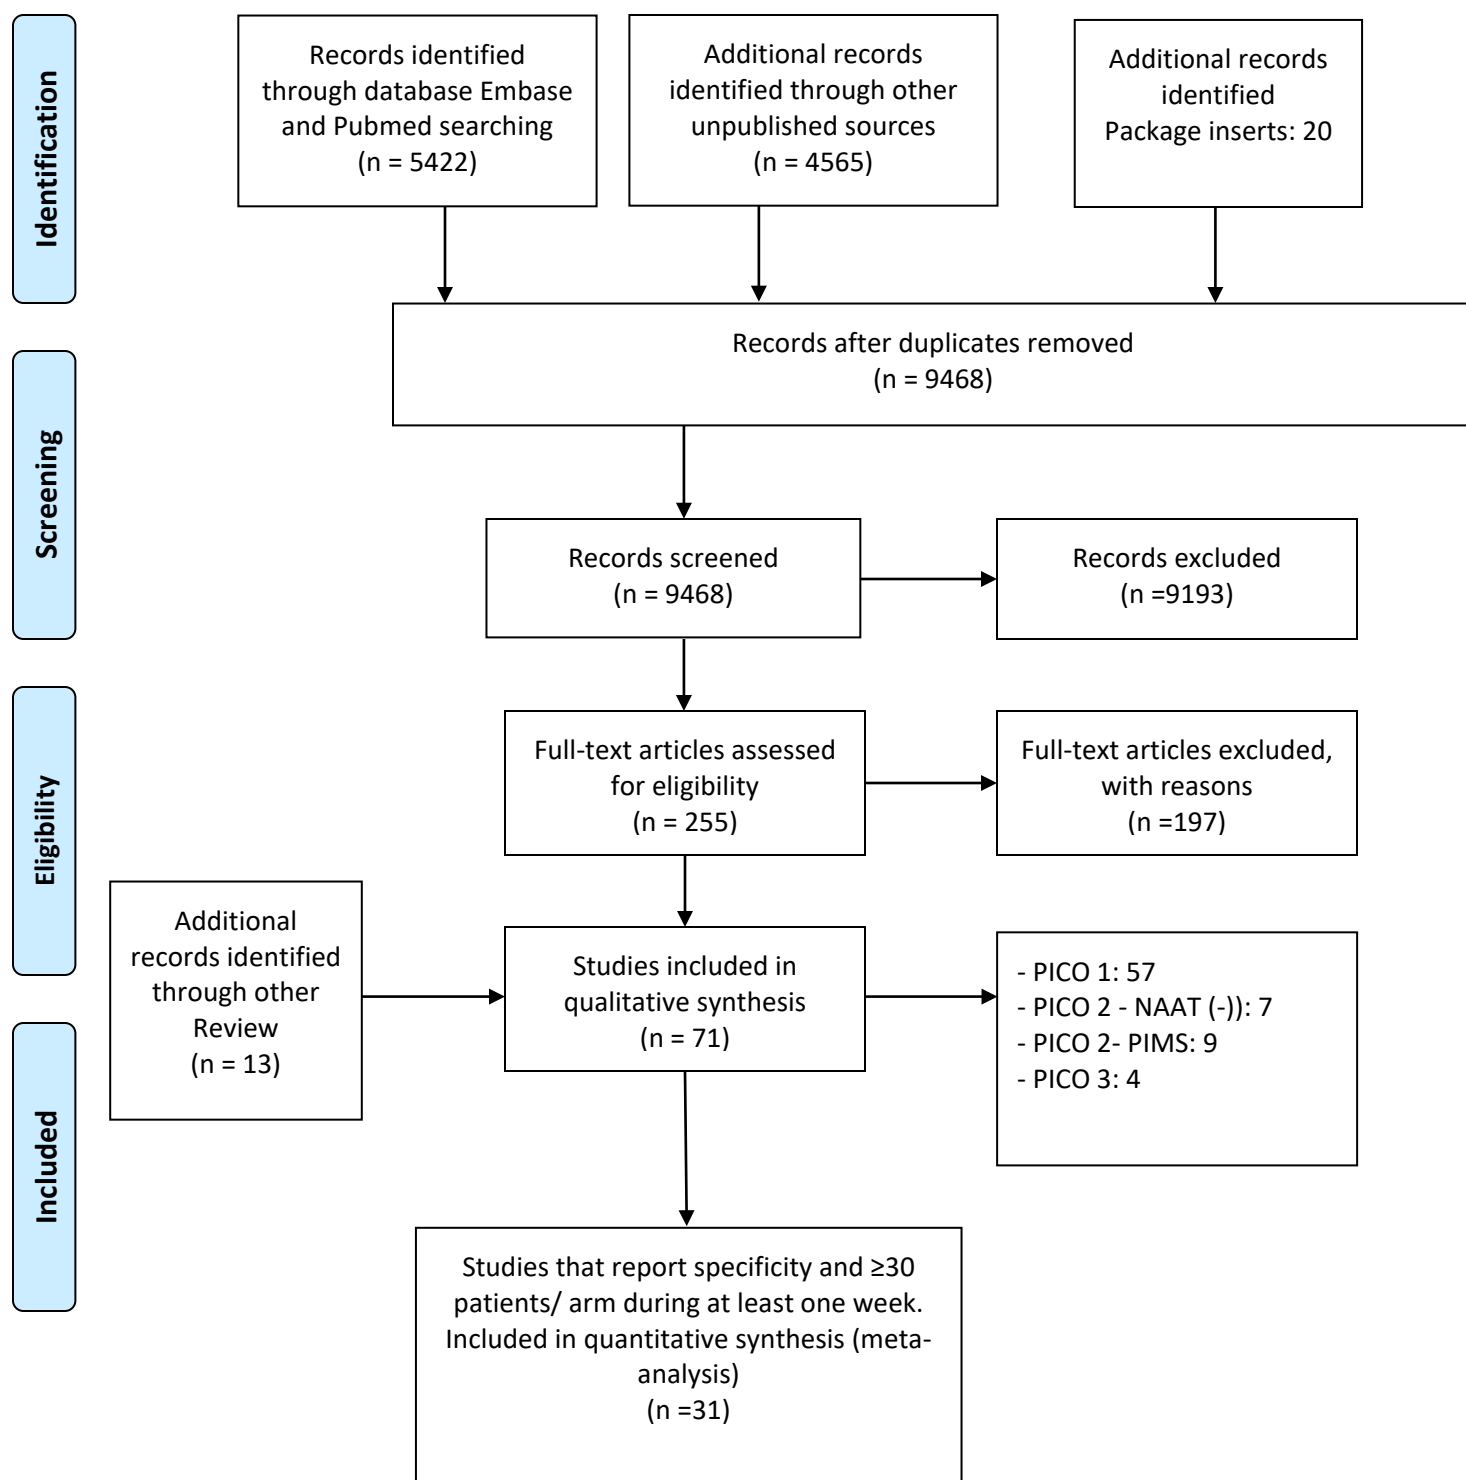 Identification
Records identified
through database Embase
and Pubmed searching
(n = 5422)
Additional records
identified through other
unpublished sources
(n = 4565)
Additional records
identified
Package inserts: 20
Records after duplicates removed
(n = 9468)
Screening
Records screened
(n = 9468)
Records excluded
(n =9193)
Eligibility
Full-text articles assessed
for eligibility
(n = 255)
Full-text articles excluded,
with reasons
(n =197)
Additional
records identified
through other
Review
(n = 13)
Studies included in
qualitative synthesis
(n = 71)
- PICO 1: 57
- PICO 2 - NAAT (-)): 7
- PICO 2- PIMS: 9
- PICO 3: 4
Included
Studies that report specificity and ≥30
patients/ arm during at least one week.
Included in quantitative synthesis (meta-
analysis)
(n =31)